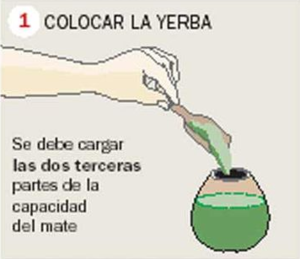 1 COLOCAR LA YERBA
Se debe cargar
las dos terceras
partes de la
capacidad
del mate